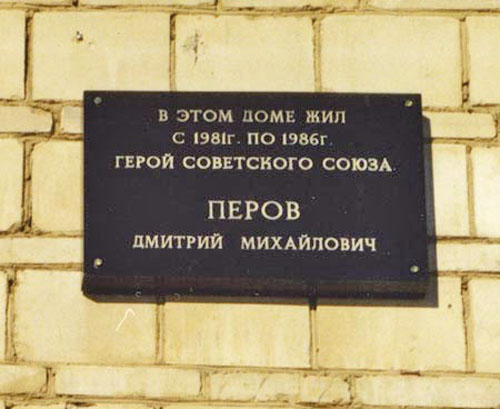 В ЭТОМ ДОМЕ ЖИЛ
С 1981г. ПО 1986г.
ГЕРОЙ СОВЕТСКОГО СОЮЗА
ПЕРОВ
ДМИТРИЙ МИХАЙЛОВИЧ